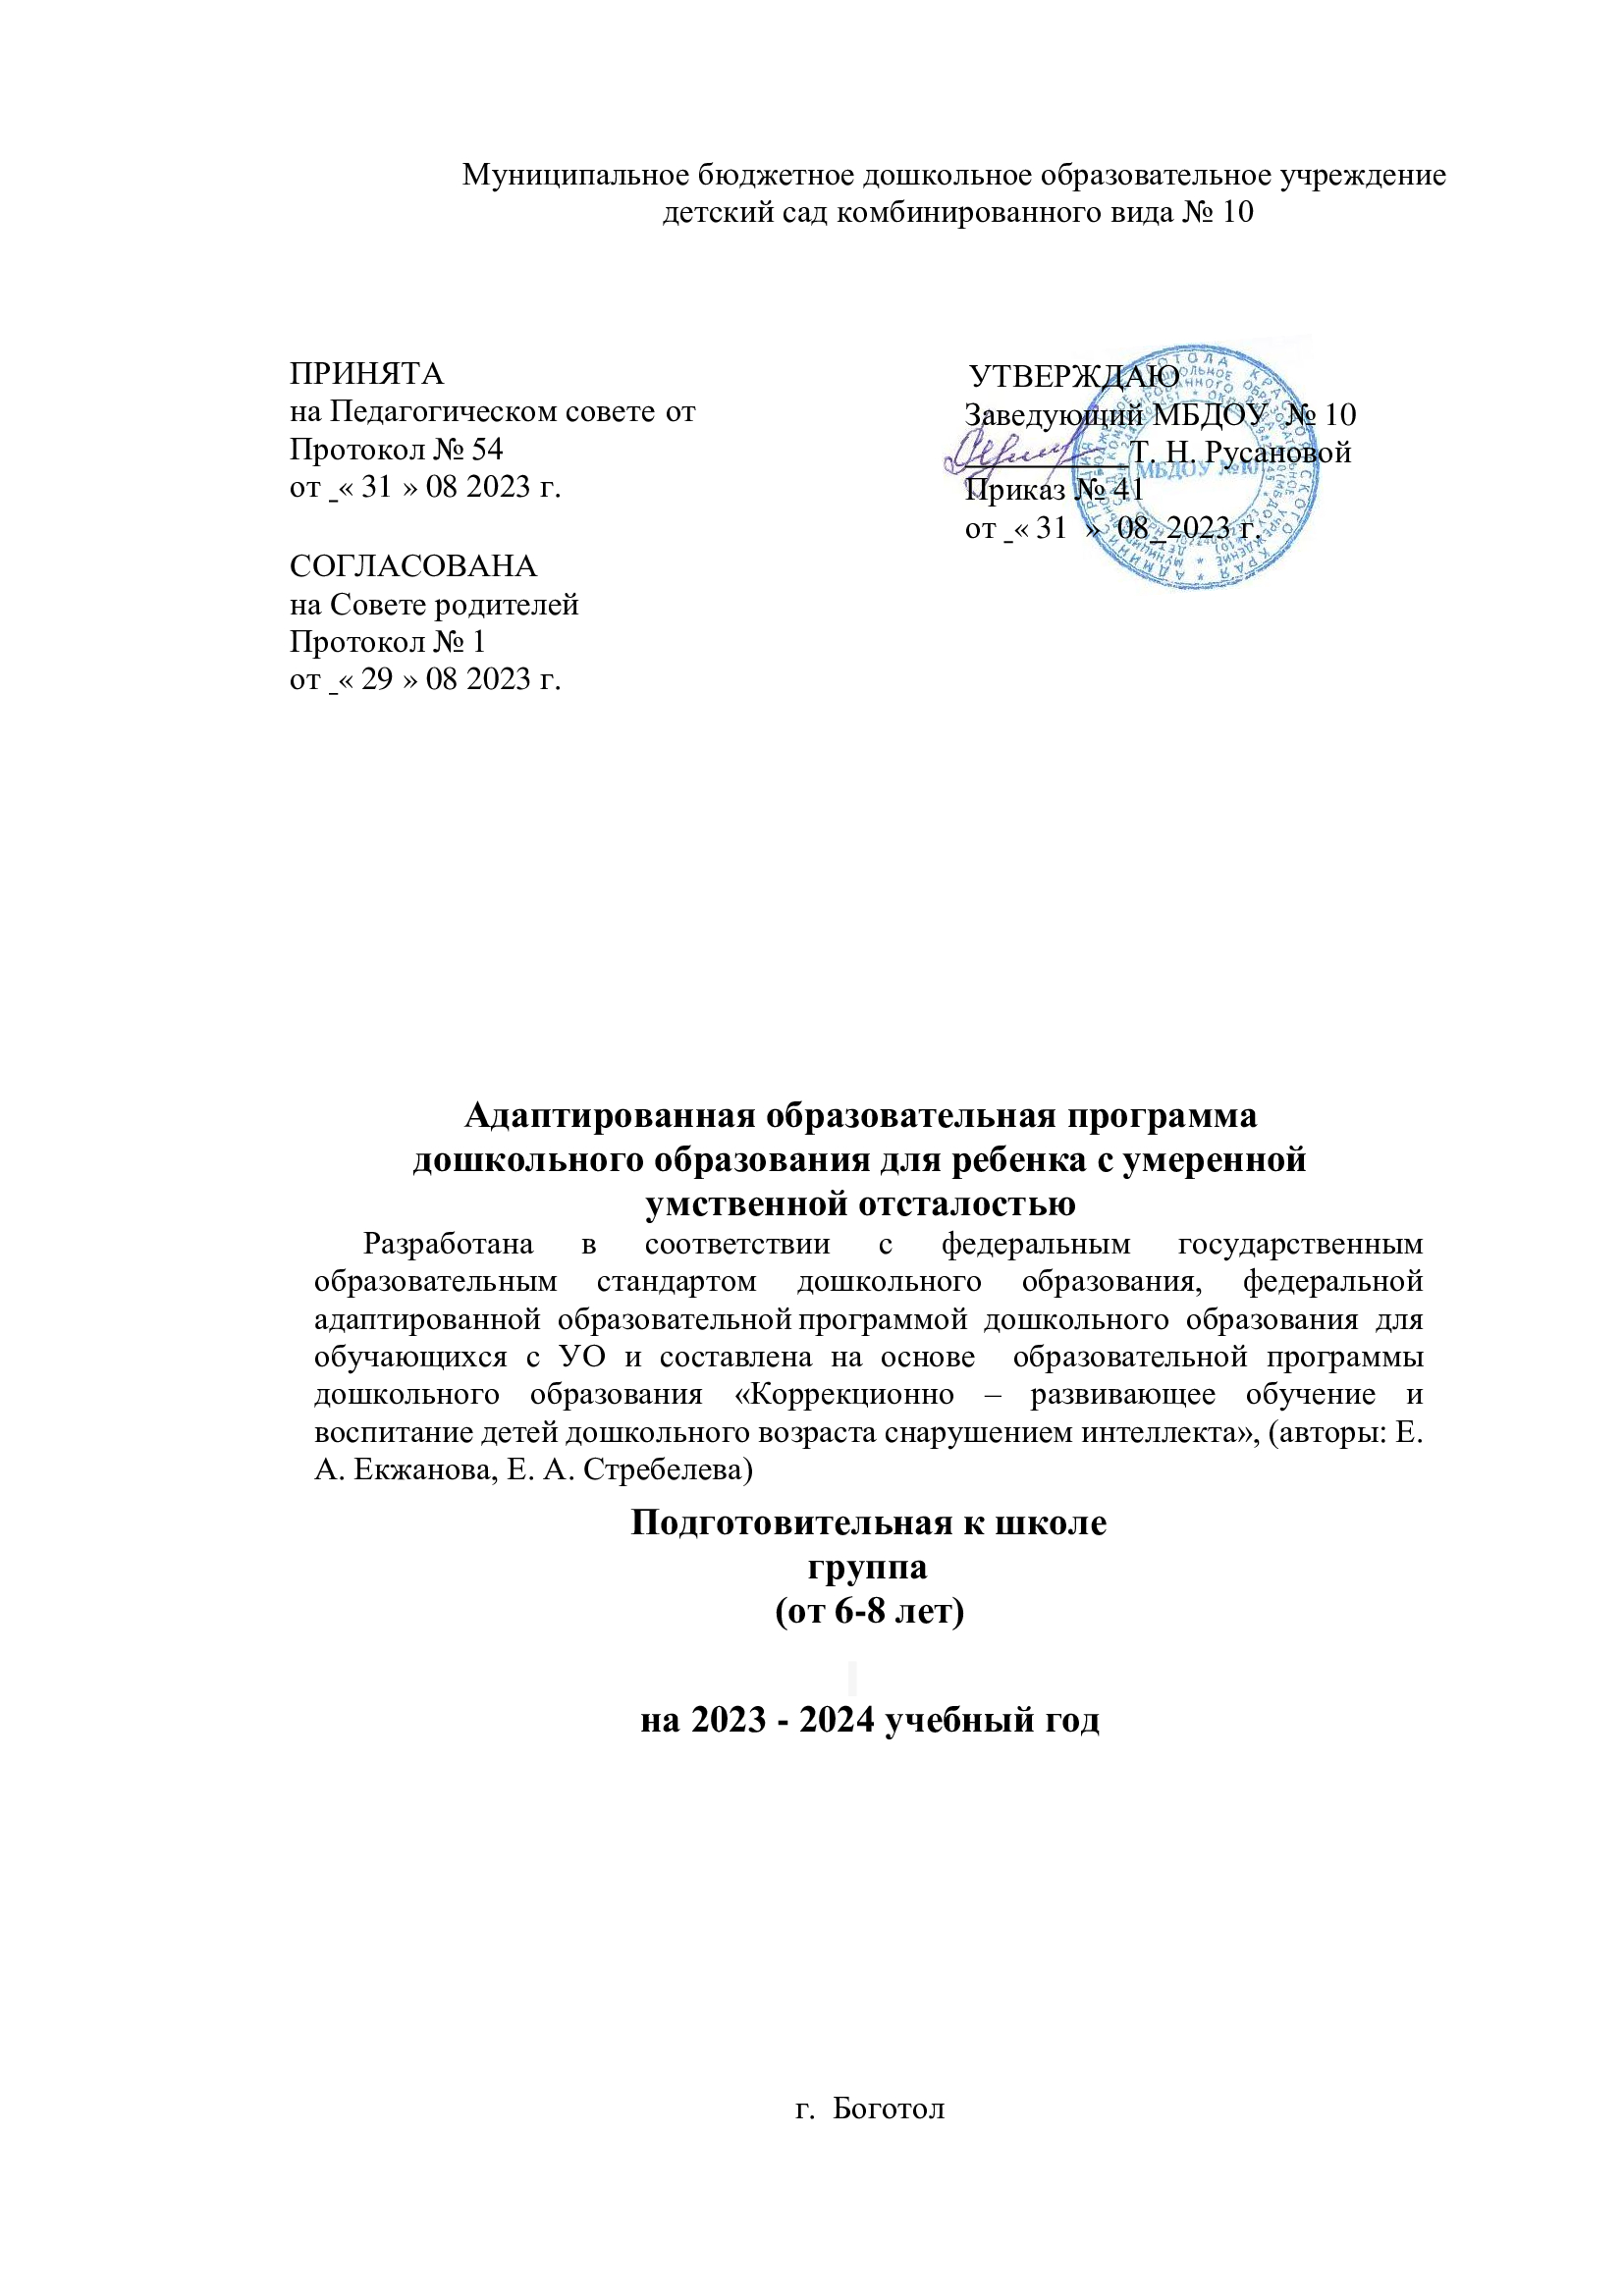 Муниципальное бюджетное дошкольное образовательное учреждение
детский сад комбинированного вида № 10
ПРИНЯТА
на Педагогическом совете от
Протокол № 54
от _« 31 » 08 2023 г.
СОГЛАСОВАНА
на Совете родителей
Протокол № 1
от _« 29 » 08 2023 г.
УТВЕРЖДАЮ
Заведующий МБДОУ № 10
Т. Н. Русановой
Приказ № 41
от _« 31 » 08_2023 г.
МБДОУ №10
Адаптированная образовательная программа
дошкольного образования для ребенка с умеренной
умственной отсталостью
Разработана в соответствии с федеральным государственным
образовательным стандартом дошкольного образования, федеральной
адаптированной образовательной программой дошкольного образования для
обучающихся с УО и составлена на основе образовательной программы
дошкольного образования «Коррекционно – развивающее обучение и
воспитание детей дошкольного возраста снарушением интеллекта», (авторы: Е.
А. Екжанова, Е. А. Стребелева)
Подготовительная к школе
группа
(от 6-8 лет)
на 2023 - 2024 учебный год
г. Боготол